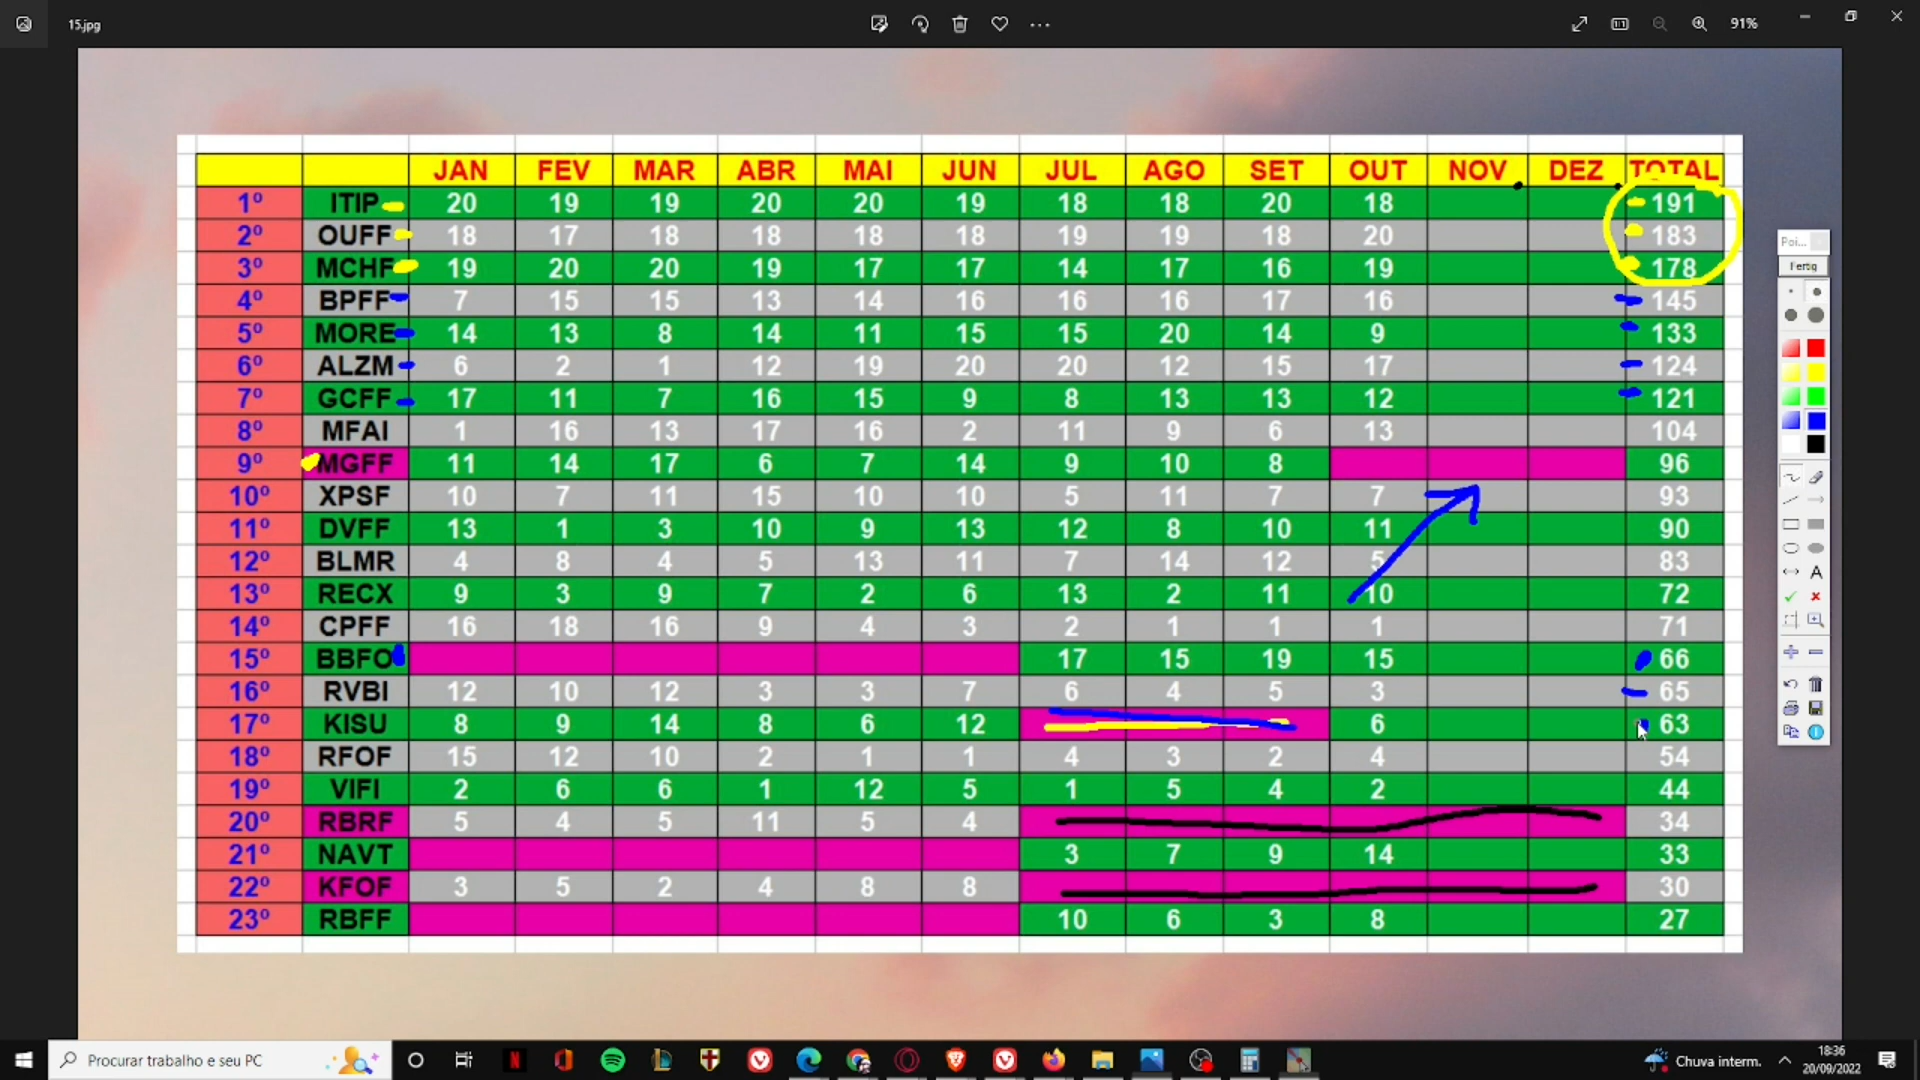 15.jpg
91%
JAN FEV MAR ABR MAI JUN JUL AGO SET OUT NOV DEZ TOTAL
1º ITIP 20 19 19 20 20 19 18 18 20 18 191
2º OUFF 18 17 18 18 18 18 19 19 18 20 183
3º MCHF 19 20 20 19 17 17 14 17 16 19 178
4º BPFF 7 15 15 13 14 16 16 16 17 16 145
5º MORE 14 13 8 14 11 15 15 20 14 9 133
6º ALZM 6 2 1 12 19 20 20 12 15 17 124
7º GCFF 17 11 7 16 15 9 8 13 13 12 121
8º MFAI 1 16 13 17 16 2 11 9 6 13 104
9º MGFF 11 14 17 6 7 14 9 10 8 96
10º XPSF 10 7 11 15 10 10 5 11 7 7 93
11º DVFF 13 1 3 10 9 13 12 8 10 11 90
12º BLMR 4 8 4 5 13 11 7 14 12 5 83
13º RECX 9 3 9 7 2 6 13 2 11 10 72
14º CPFF 16 18 16 9 4 3 2 1 1 1 71
15º BBFO 17 15 19 15 66
16º RVBI 12 10 12 3 3 7 6 4 5 3 65
17º KISU 8 9 14 8 6 12 6 63
18º RFOF 15 12 10 2 1 1 4 3 2 4 54
19º VIFI 2 6 6 1 12 5 1 5 4 2 44
20º RBRF 5 4 5 11 5 4 34
21º NAVT 3 7 9 14 33
22º KFOF 3 5 2 4 8 8 30
23º RBFF 10 6 3 8 27
Poi...
Fertig
A
Procurar trabalho e seu PC
Chuva interm.
18:36
20/09/2022